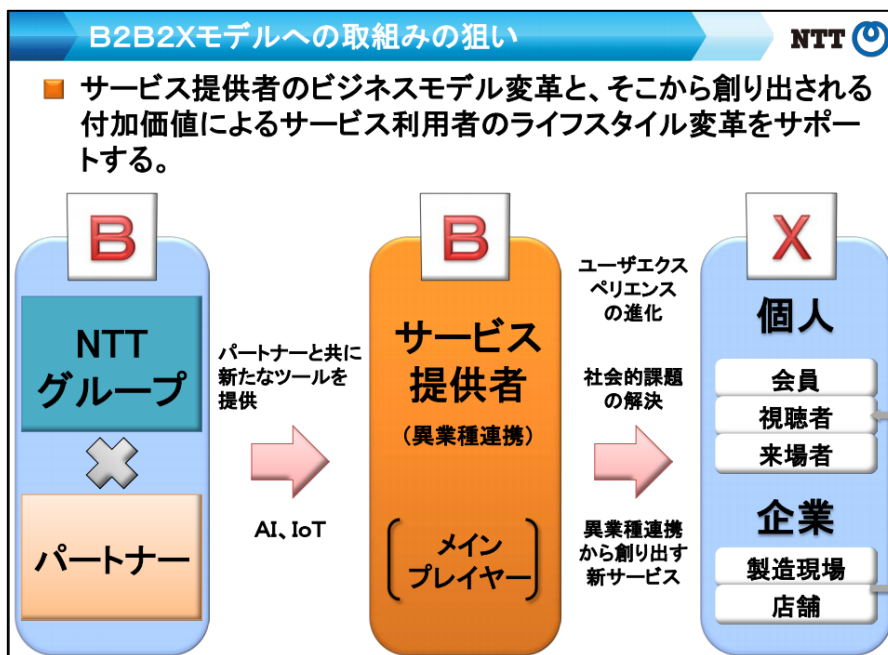 B2B2Xモデルへの取組みの狙い
NTT
サービス提供者のビジネスモデル変革と、そこから創り出される
付加価値によるサービス利用者のライフスタイル変革をサポー
トする。
B
NTT
グループ
パートナー
パートナーと共に
新たなツールを
提供
AI、IoT
B
サービス
提供者
（異業種連携）
メイン
プレイヤー
ユーザエクス
ペリエンス
の進化
社会的課題
の解決
異業種連携
から創り出す
新サービス
X
個人
会員
視聴者
来場者
企業
製造現場
店舗